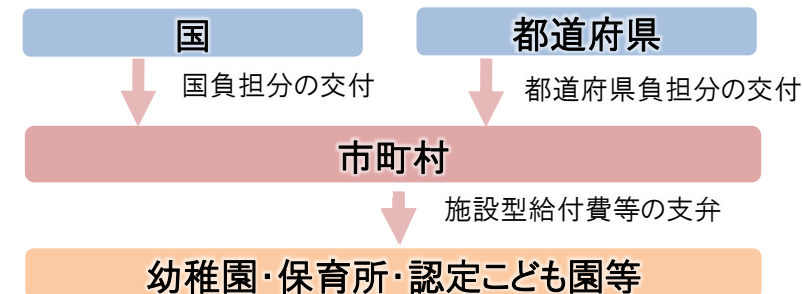 国
都道府県
国負担分の交付
都道府県負担分の交付
市町村
施設型給付費等の支弁
幼稚園・保育所・認定こども園等